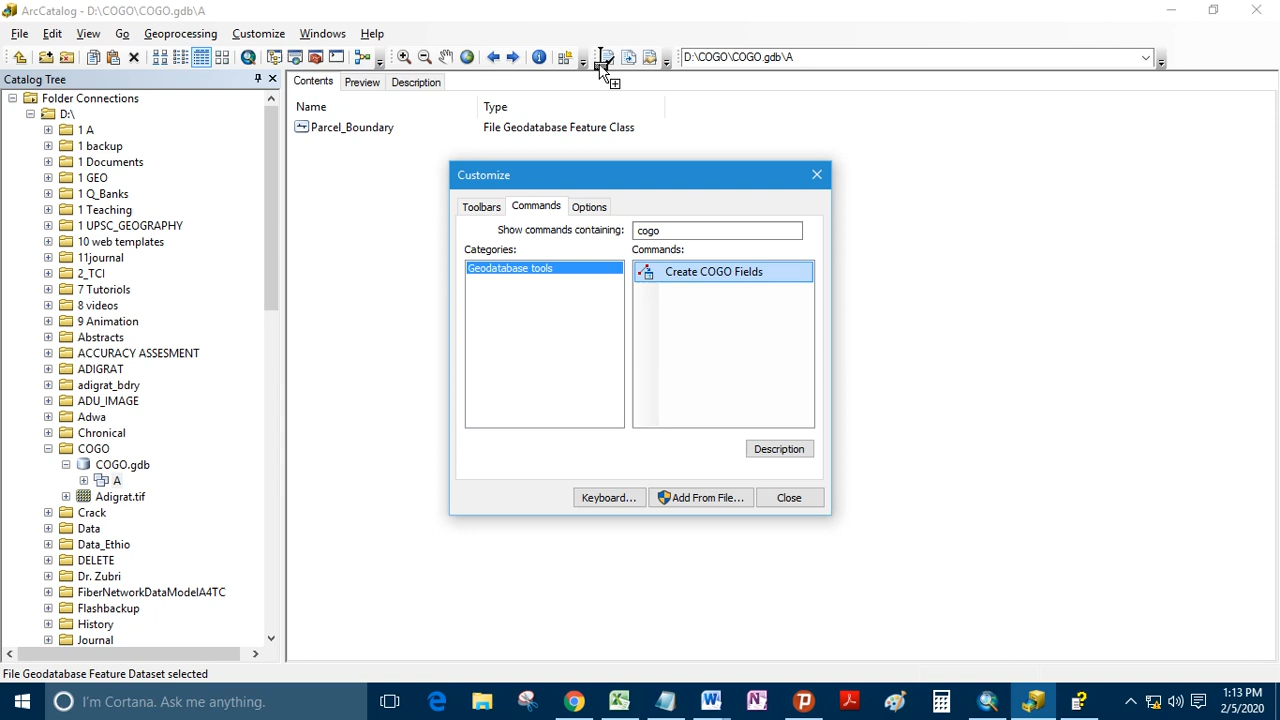 ArcCatalog - D:\COGO\COGO.gdb\A
File Edit View Go Geoprocessing Customize Windows Help
D:\COGO\COGO.gdb\A
Catalog Tree
Contents Preview Description
Name Type
Parcel_Boundary File Geodatabase Feature Class
Folder Connections
D:\
1 A
1 backup
1 Documents
1 GEO
1 Q_Banks
1 Teaching
1 UPSC_GEOGRAPHY
10 web templates
11journal
2_TCI
7 Tutoriols
8 videos
9 Animation
Abstracts
ACCURACY ASSESMENT
ADIGRAT
adigrat_bdry
ADU_IMAGE
Adwa
Chronical
COGO
COGO.gdb
A
Adigrat.tif
Crack
Data
Data_Ethio
DELETE
Dr. Zubri
FiberNetworkDataModelA4TC
Flashbackup
History
Journal
Customize
Toolbars Commands Options
Show commands containing: cogo
Categories: Commands:
Geodatabase tools Create COGO Fields
Description
Keyboard... Add From File... Close
File Geodatabase Feature Dataset selected
I'm Cortana. Ask me anything.
1:13 PM
2/5/2020